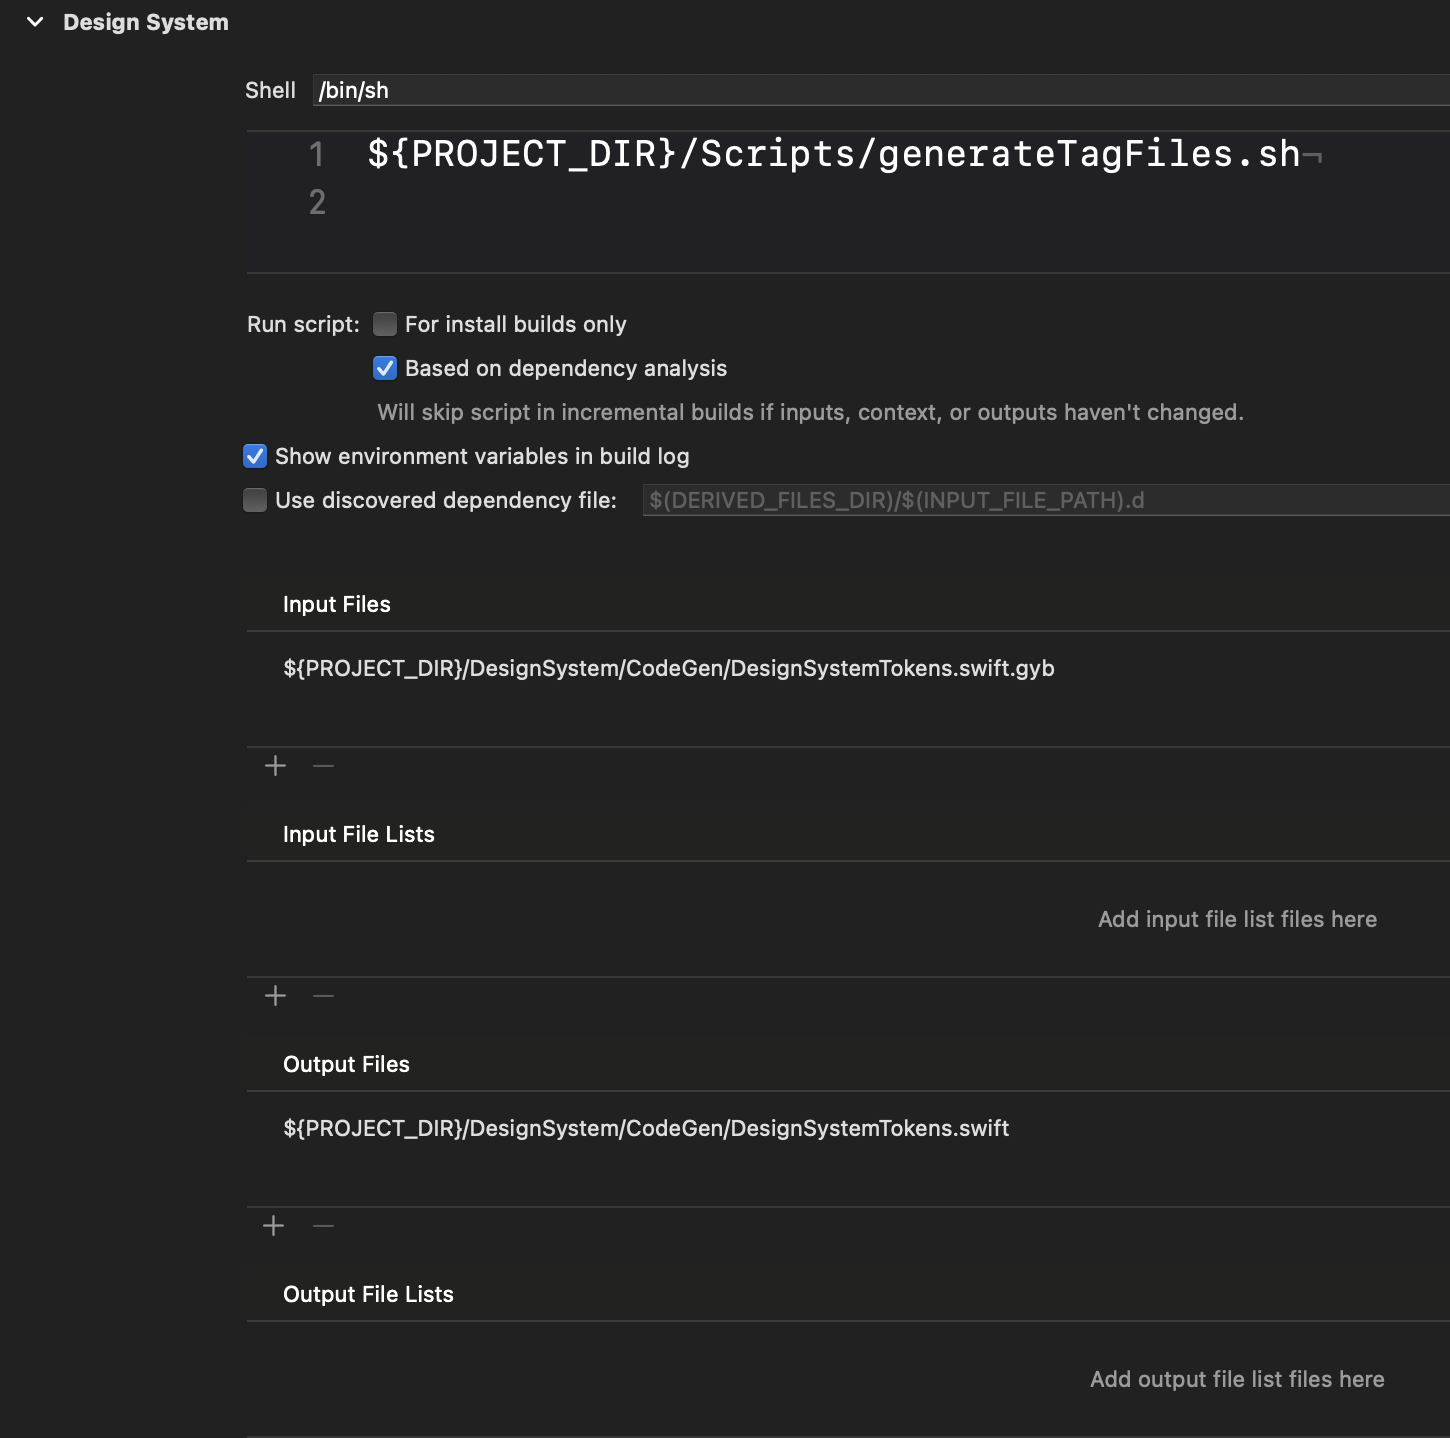 Design System
Shell /bin/sh
1 ${PROJECT_DIR}/Scripts/generateTagFiles.sh¬
2
Run script: For install builds only
Based on dependency analysis
Will skip script in incremental builds if inputs, context, or outputs haven't changed.
Show environment variables in build log
Use discovered dependency file: $(DERIVED_FILES_DIR)/$(INPUT_FILE_PATH).d
Input Files
${PROJECT_DIR}/DesignSystem/CodeGen/DesignSystemTokens.swift.gyb
Input File Lists
Add input file list files here
Output Files
${PROJECT_DIR}/DesignSystem/CodeGen/DesignSystemTokens.swift
Output File Lists
Add output file list files here